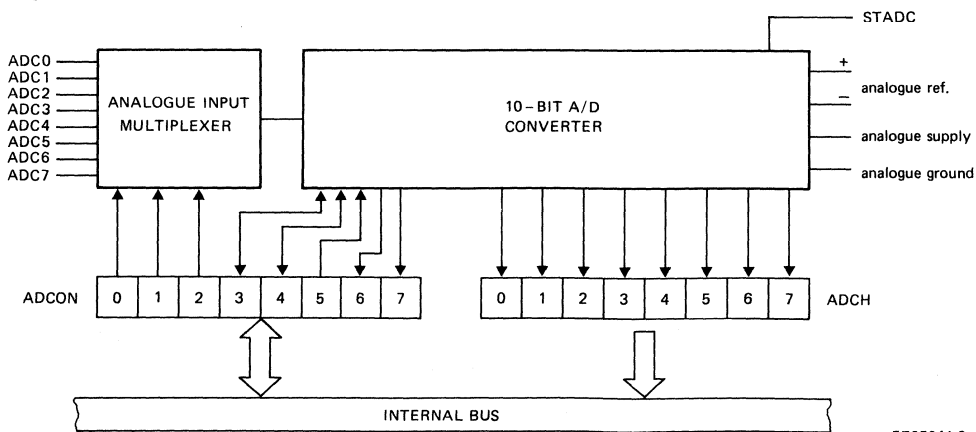 STADC
ADC0
ADC1
ADC2
ADC3
ADC4
ADC5
ADC6
ADC7
ANALOGUE INPUT
MULTIPLEXER
10-BIT A/D
CONVERTER
+
−
analogue ref.
analogue supply
analogue ground
ADCON
0 1 2 3 4 5 6 7
0 1 2 3 4 5 6 7
ADCH
INTERNAL BUS